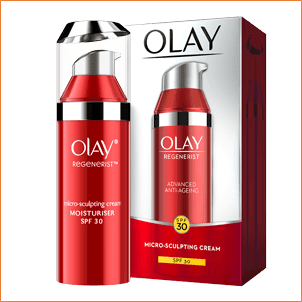 OLAY®
REGENERIST™
micro-sculpting cream
MOISTURISER
SPF 30
OLAY
REGENERIST
ADVANCED
ANTI-AGEING
SPF
30
MICRO-SCULPTING CREAM
SPF 30